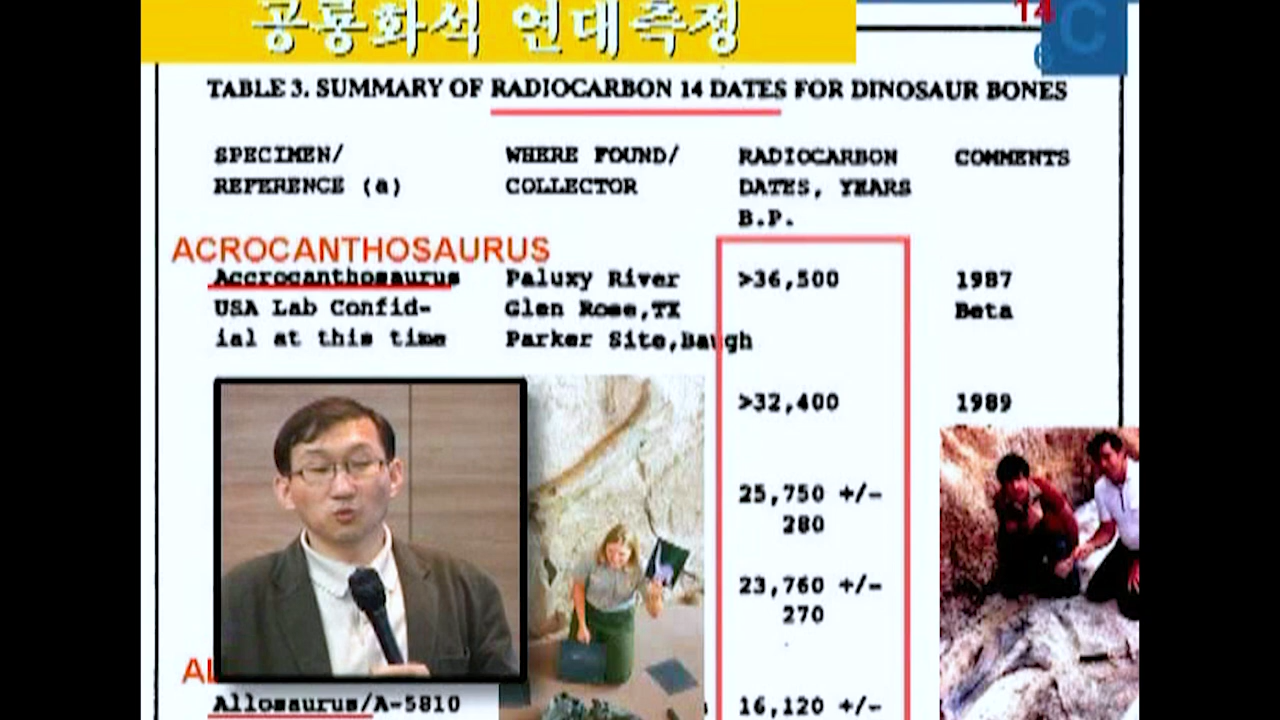 공룡화석 연대측정
14
C
6
TABLE 3. SUMMARY OF RADIOCARBON 14 DATES FOR DINOSAUR BONES
SPECIMEN/ WHERE FOUND/ RADIOCARBON COMMENTS
REFERENCE (a) COLLECTOR DATES, YEARS
B.P.
ACROCANTHOSAURUS
Accrocanthosaurus Paluxy River >36,500 1987
USA Lab Confid- Glen Rose,TX Beta
ial at this time Parker Site,Baugh
>32,400 1989
25,750 +/-
280
23,760 +/-
270
Allosaurus/A-5810 16,120 +/-